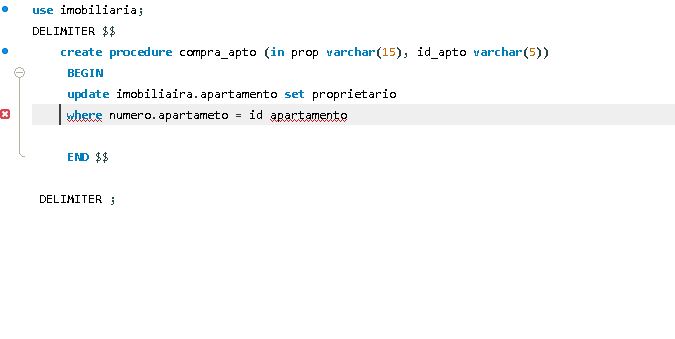 use imobiliaria;
DELIMITER $$
create procedure compra_apto (in prop varchar(15), id_apto varchar(5))
BEGIN
update imobiliaira.apartamento set proprietario
where numero.apartameto = id apartamento
END $$
DELIMITER ;